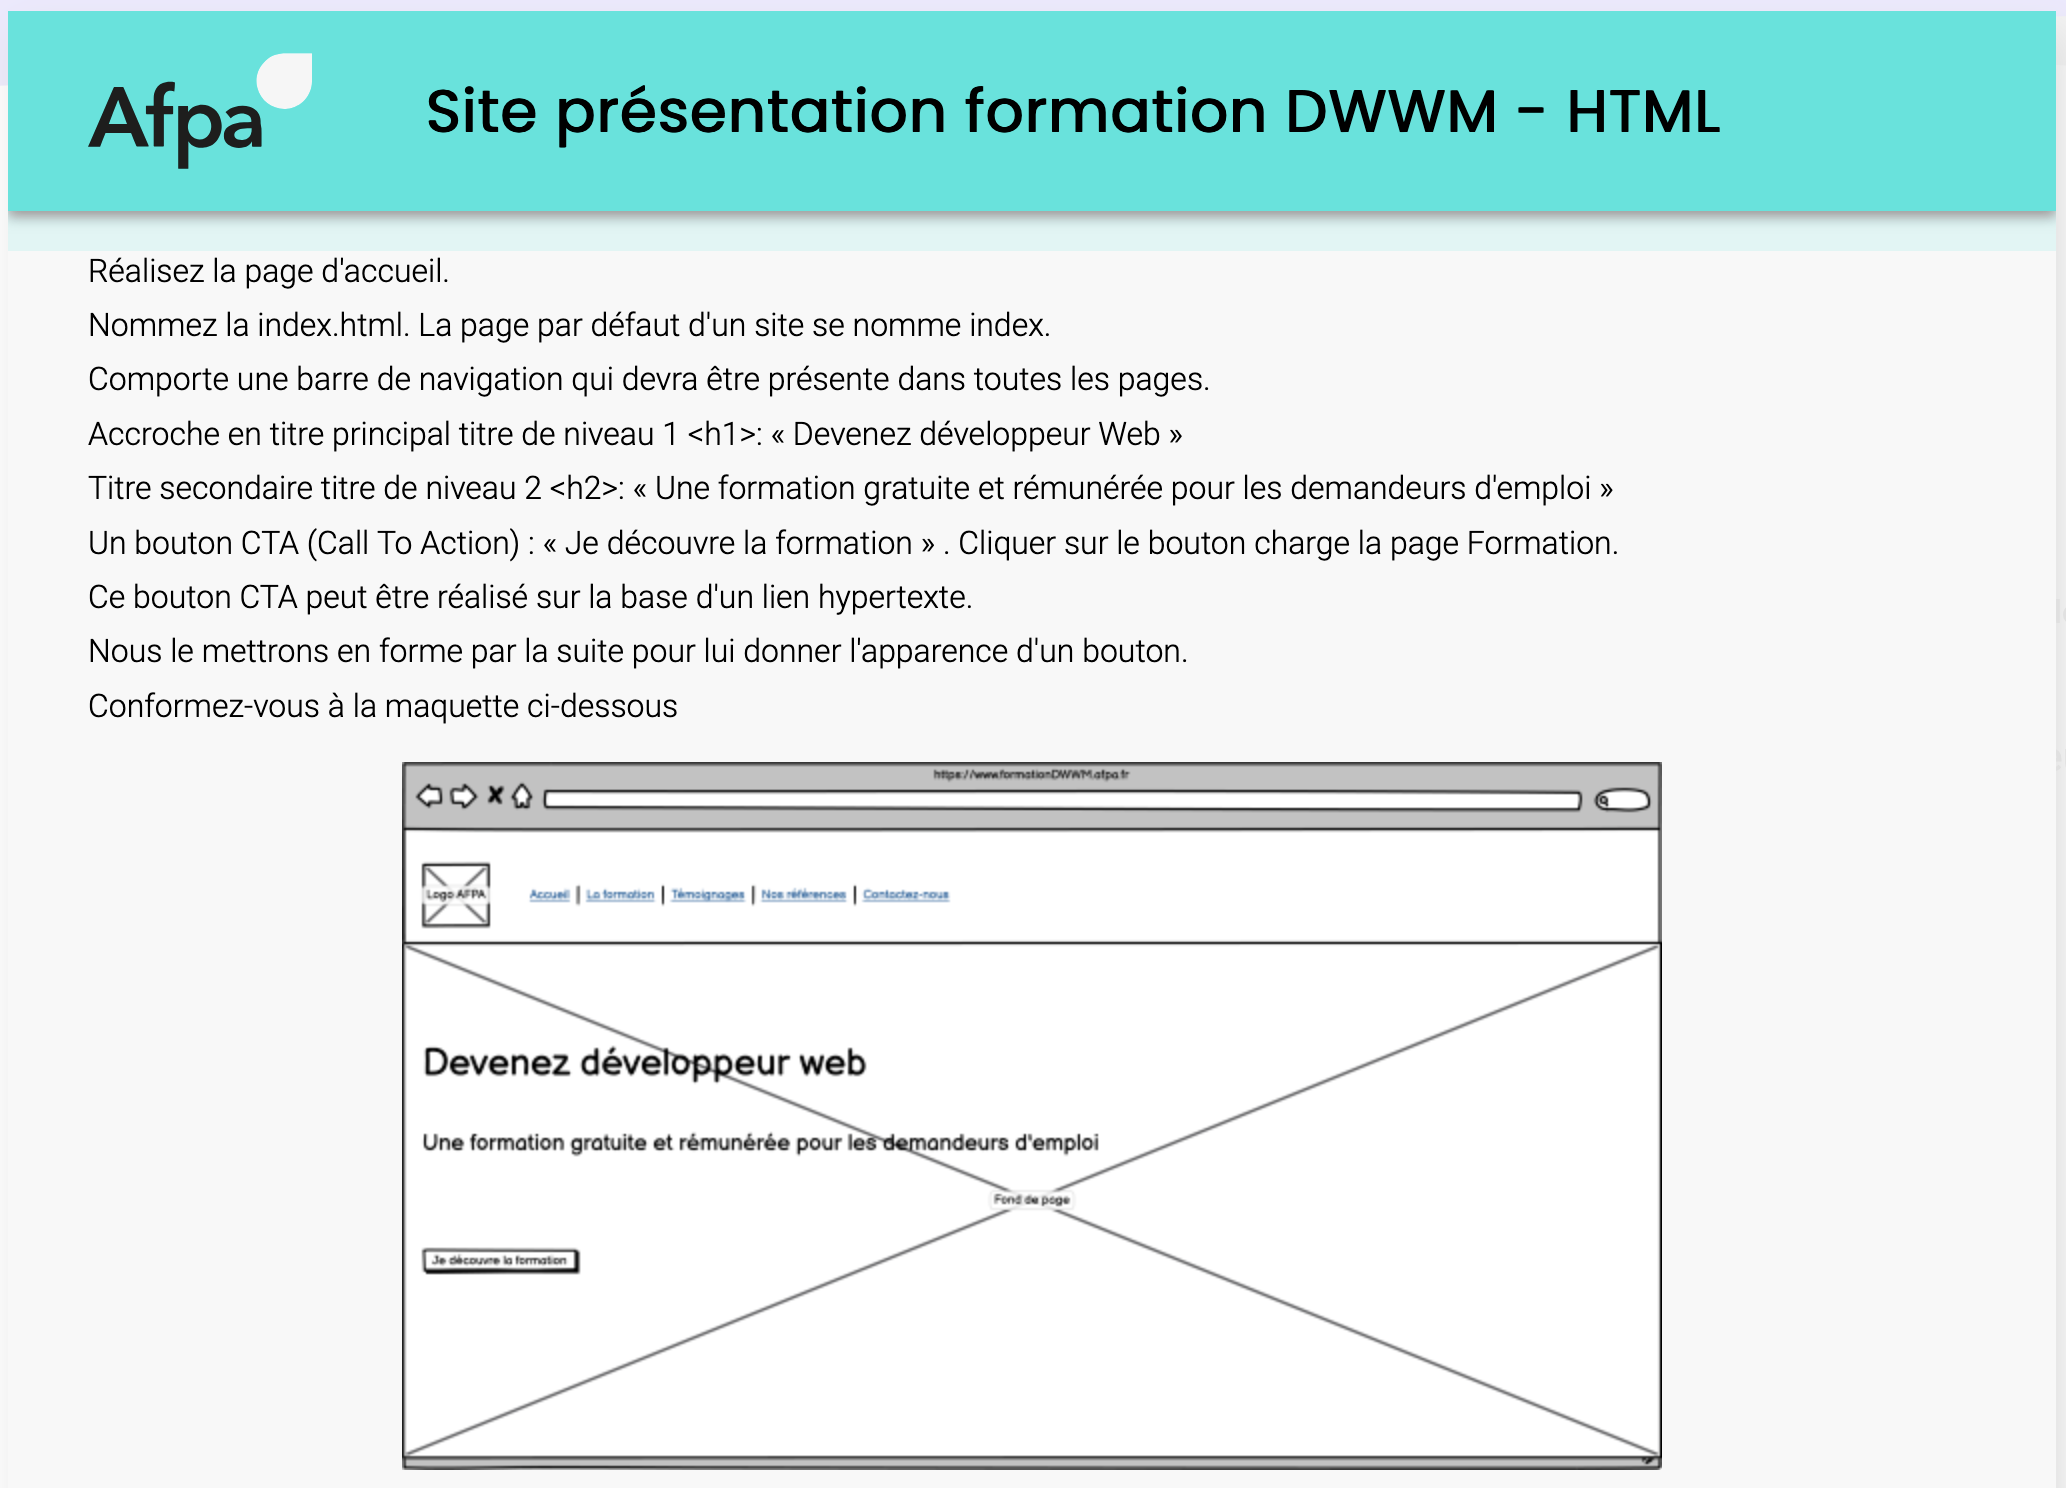 Afpa
Site présentation formation DWWM - HTML
Réalisez la page d'accueil.
Nommez la index.html. La page par défaut d'un site se nomme index.
Comporte une barre de navigation qui devra être présente dans toutes les pages.
Accroche en titre principal titre de niveau 1 <h1>: « Devenez développeur Web »
Titre secondaire titre de niveau 2 <h2>: « Une formation gratuite et rémunérée pour les demandeurs d'emploi »
Un bouton CTA (Call To Action) : « Je découvre la formation » . Cliquer sur le bouton charge la page Formation.
Ce bouton CTA peut être réalisé sur la base d'un lien hypertexte.
Nous le mettrons en forme par la suite pour lui donner l'apparence d'un bouton.
Conformez-vous à la maquette ci-dessous
https://www.formationDWWM.afpa.fr
Logo AFPA
Accueil | La formation | Témoignages | Nos références | Contactez-nous
Devenez développeur web
Une formation gratuite et rémunérée pour les demandeurs d'emploi
Fond de page
Je découvre la formation